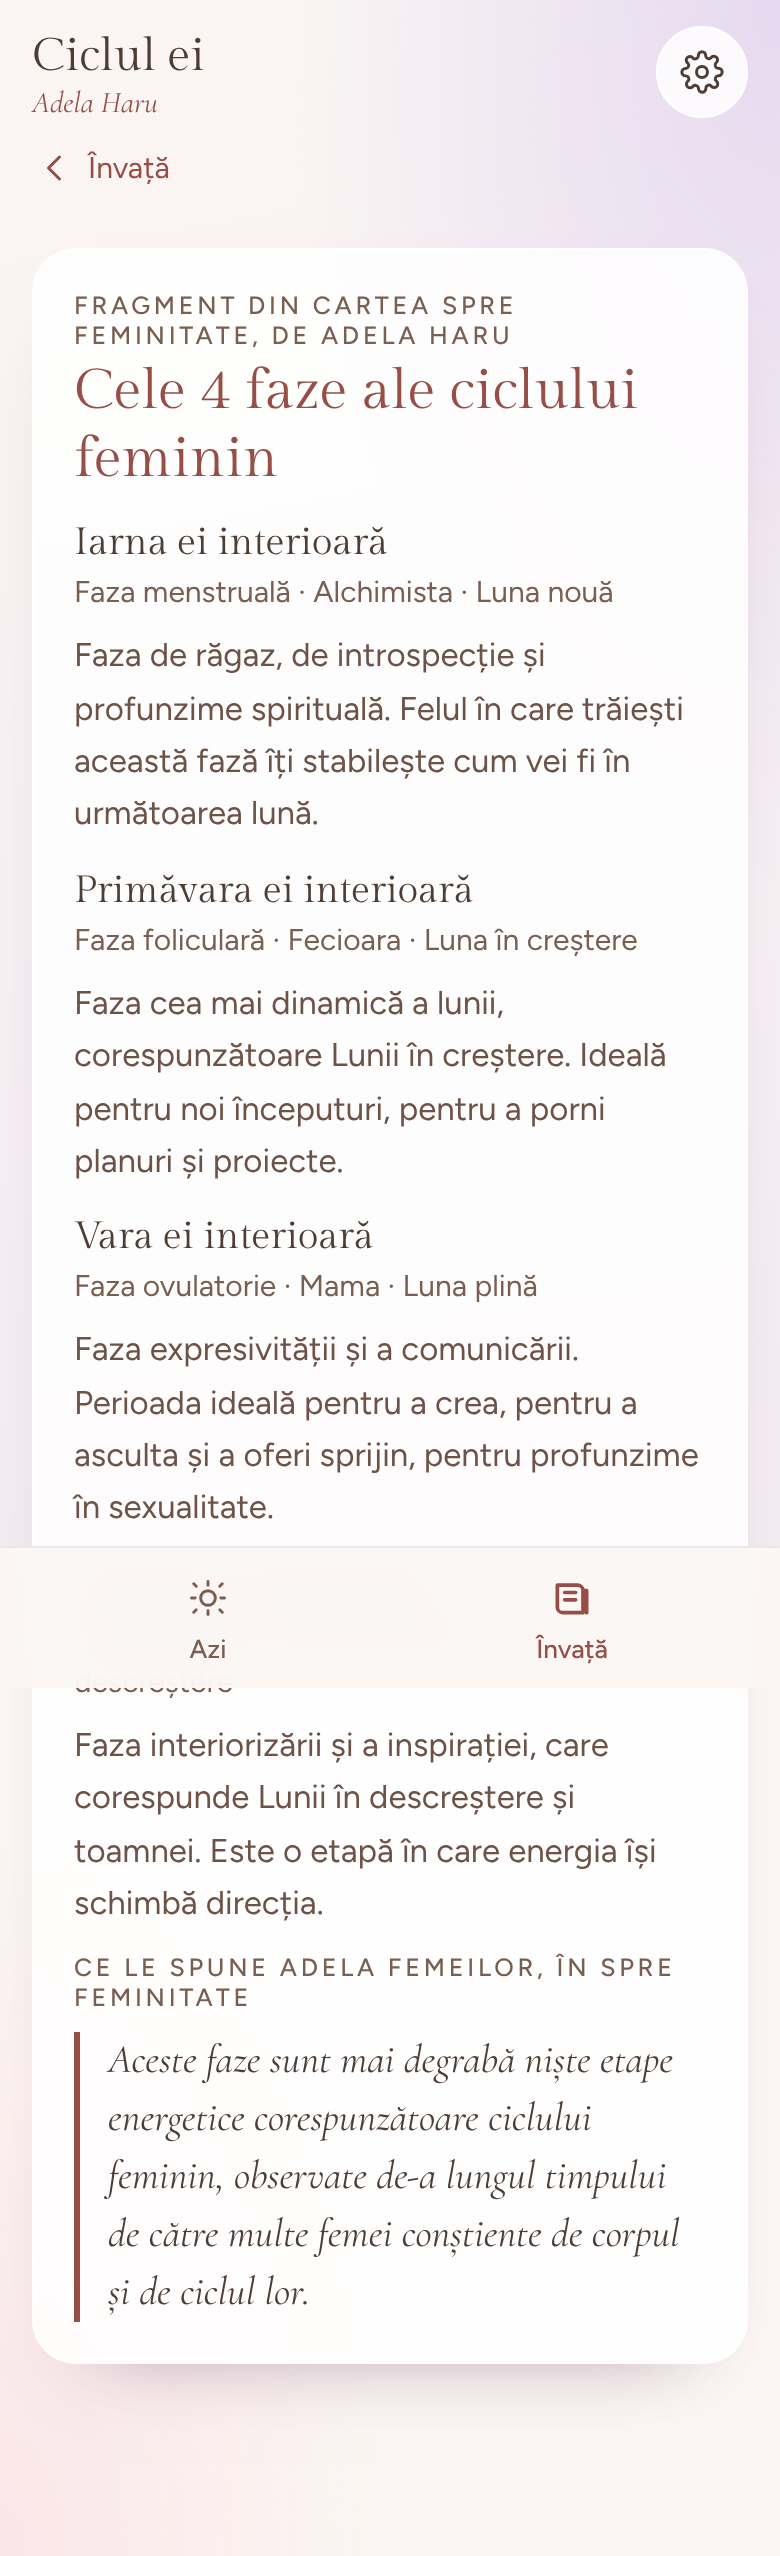 Ciclul ei
Adela Haru
Învață
FRAGMENT DIN CARTEA SPRE
FEMINITATE, DE ADELA HARU
Cele 4 faze ale ciclului
feminin
Iarna ei interioară
Faza menstruală · Alchimista · Luna nouă
Faza de răgaz, de introspecție și
profunzime spirituală. Felul în care trăiești
această fază îți stabilește cum vei fi în
următoarea lună.
Primăvara ei interioară
Faza foliculară · Fecioara · Luna în creștere
Faza cea mai dinamică a lunii,
corespunzătoare Lunii în creștere. Ideală
pentru noi începuturi, pentru a porni
planuri și proiecte.
Vara ei interioară
Faza ovulatorie · Mama · Luna plină
Faza expresivității și a comunicării.
Perioada ideală pentru a crea, pentru a
asculta și a oferi sprijin, pentru profunzime
în sexualitate.
Azi
Învață
descreștere
Faza interiorizării și a inspirației, care
corespunde Lunii în descreștere și
toamnei. Este o etapă în care energia își
schimbă direcția.
CE LE SPUNE ADELA FEMEILOR, ÎN SPRE
FEMINITATE
Aceste faze sunt mai degrabă niște etape
energetice corespunzătoare ciclului
feminin, observate de-a lungul timpului
de către multe femei conștiente de corpul
și de ciclul lor.